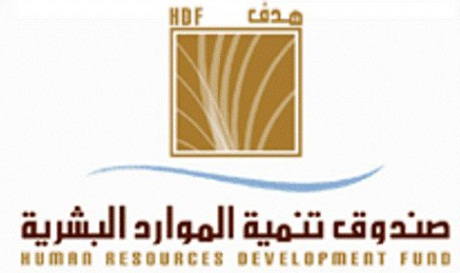 HDF هدف
صندوق تنمية الموارد البشرية
HUMAN RESOURCES DEVELOPMENT FUND